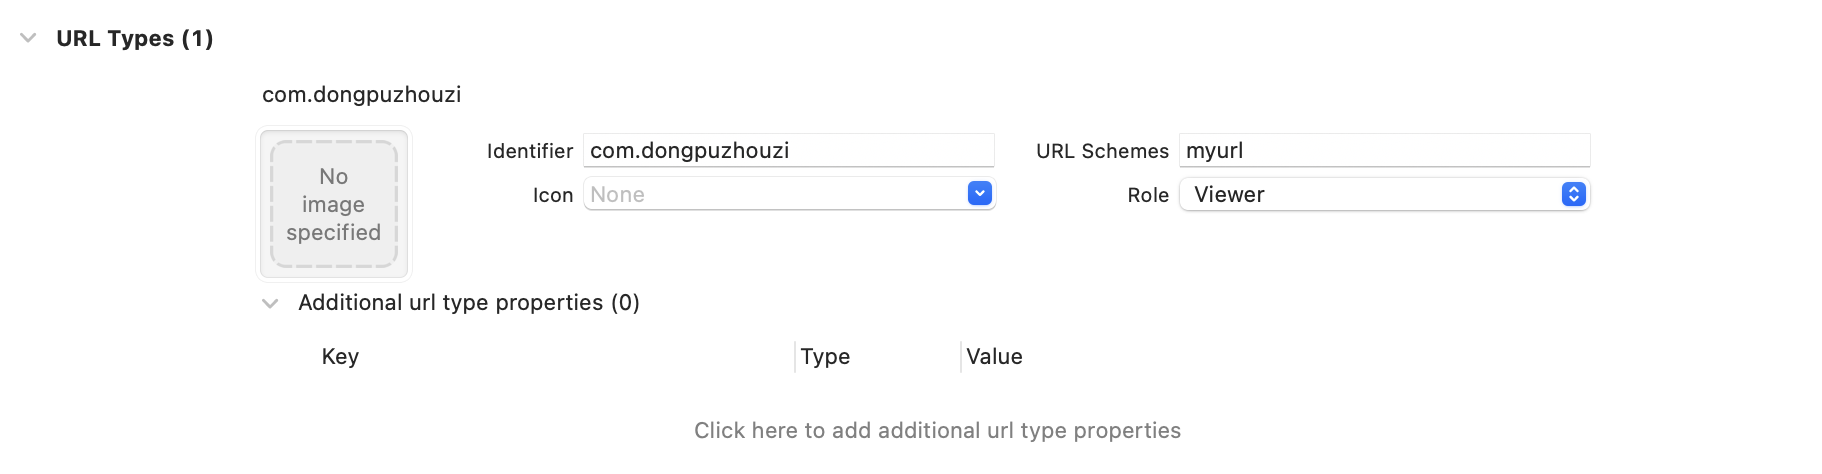 URL Types (1)
com.dongpuzhouzi
No
image
specified
Identifier com.dongpuzhouzi URL Schemes myurl
Icon None Role Viewer
Additional url type properties (0)
Key Type Value
Click here to add additional url type properties